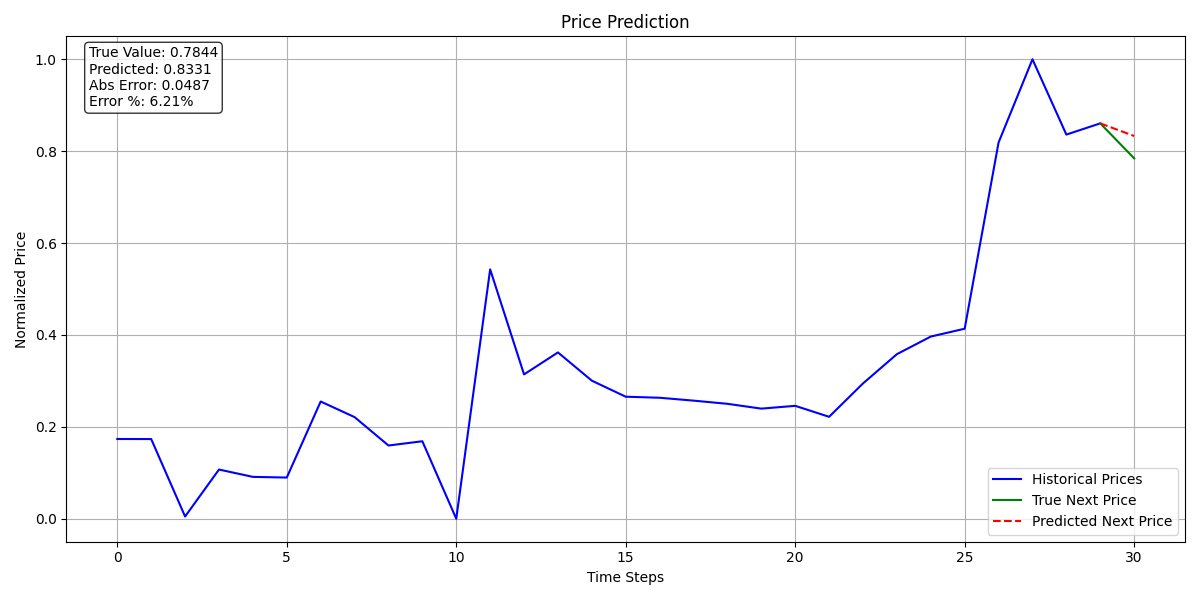 Price Prediction
True Value: 0.7844
Predicted: 0.8331
Abs Error: 0.0487
Error %: 6.21%
Normalized Price
1.0
0.8
0.6
0.4
0.2
0.0
Historical Prices
True Next Price
Predicted Next Price
0 5 10 15 20 25 30
Time Steps